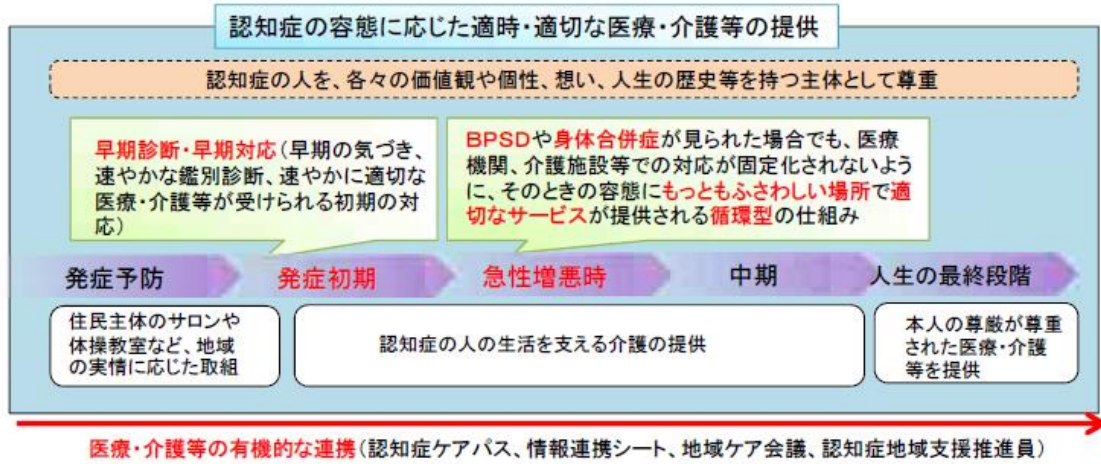 認知症の容態に応じた適時・適切な医療・介護等の提供
認知症の人を、各々の価値観や個性、想い、人生の歴史等を持つ主体として尊重
早期診断・早期対応(早期の気づき、
速やかな鑑別診断、速やかに適切な
医療・介護等が受けられる初期の対
応)
BPSDや身体合併症が見られた場合でも、医療
機関、介護施設等での対応が固定化されないよう
に、そのときの容態にもっともふさわしい場所で適
切なサービスが提供される循環型の仕組み
発症予防
発症初期
急性増悪時
中期
人生の最終段階
住民主体のサロンや
体操教室など、地域
の実情に応じた取組
認知症の人の生活を支える介護の提供
本人の尊厳が尊重
された医療・介護
等を提供
医療・介護等の有機的な連携(認知症ケアパス、情報連携シート、地域ケア会議、認知症地域支援推進員)